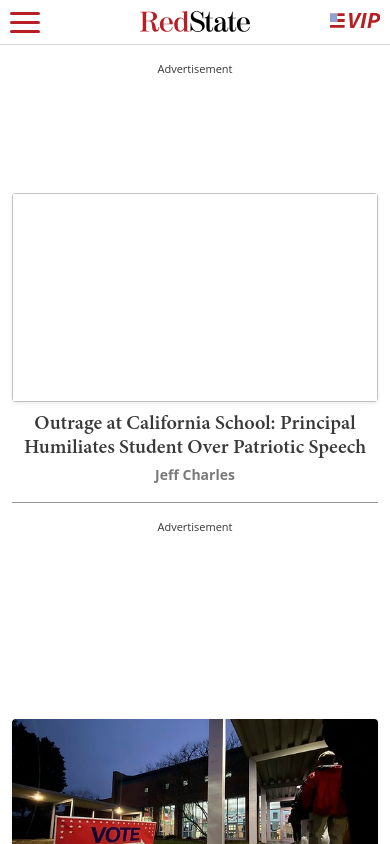 RedState
VIP
Advertisement
Outrage at California School: Principal
Humiliates Student Over Patriotic Speech
Jeff Charles
Advertisement
VOTE